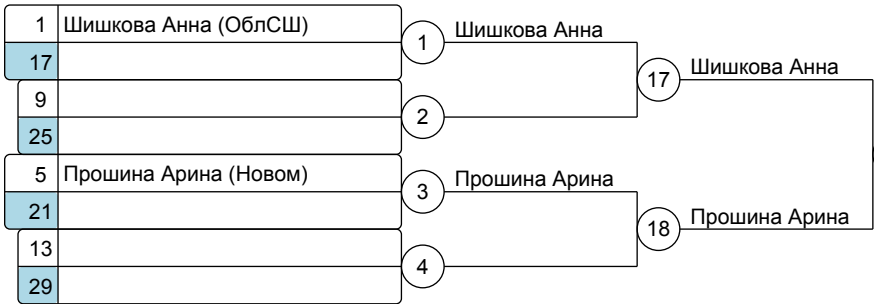 1 Шишкова Анна (ОблСШ)
17
9
25
5 Прошина Арина (Новом)
21
13
29
1 Шишкова Анна
2
3 Прошина Арина
4
17 Шишкова Анна
18 Прошина Арина